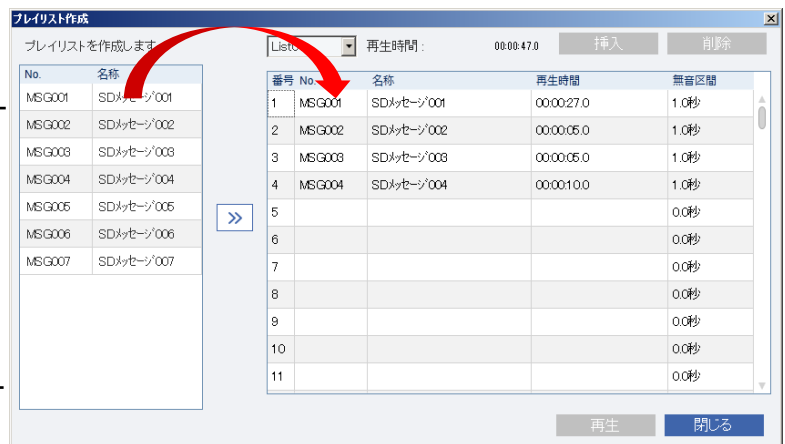 プレイリスト作成
プレイリストを作成します
再生時間 : 00:00:47.0 挿入 削除
No. 名称
MSG001 SDメッセージ001
MSG002 SDメッセージ002
MSG003 SDメッセージ003
MSG004 SDメッセージ004
MSG005 SDメッセージ005
MSG006 SDメッセージ006
MSG007 SDメッセージ007
番号 No. 名称 再生時間 無音区間
1 MSG001 SDメッセージ001 00:00:27.0 1.0秒
2 MSG002 SDメッセージ002 00:00:05.0 1.0秒
3 MSG003 SDメッセージ003 00:00:05.0 1.0秒
4 MSG004 SDメッセージ004 00:00:10.0 1.0秒
5 0.0秒
6 0.0秒
7 0.0秒
8 0.0秒
9 0.0秒
10 0.0秒
11 0.0秒
再生 閉じる